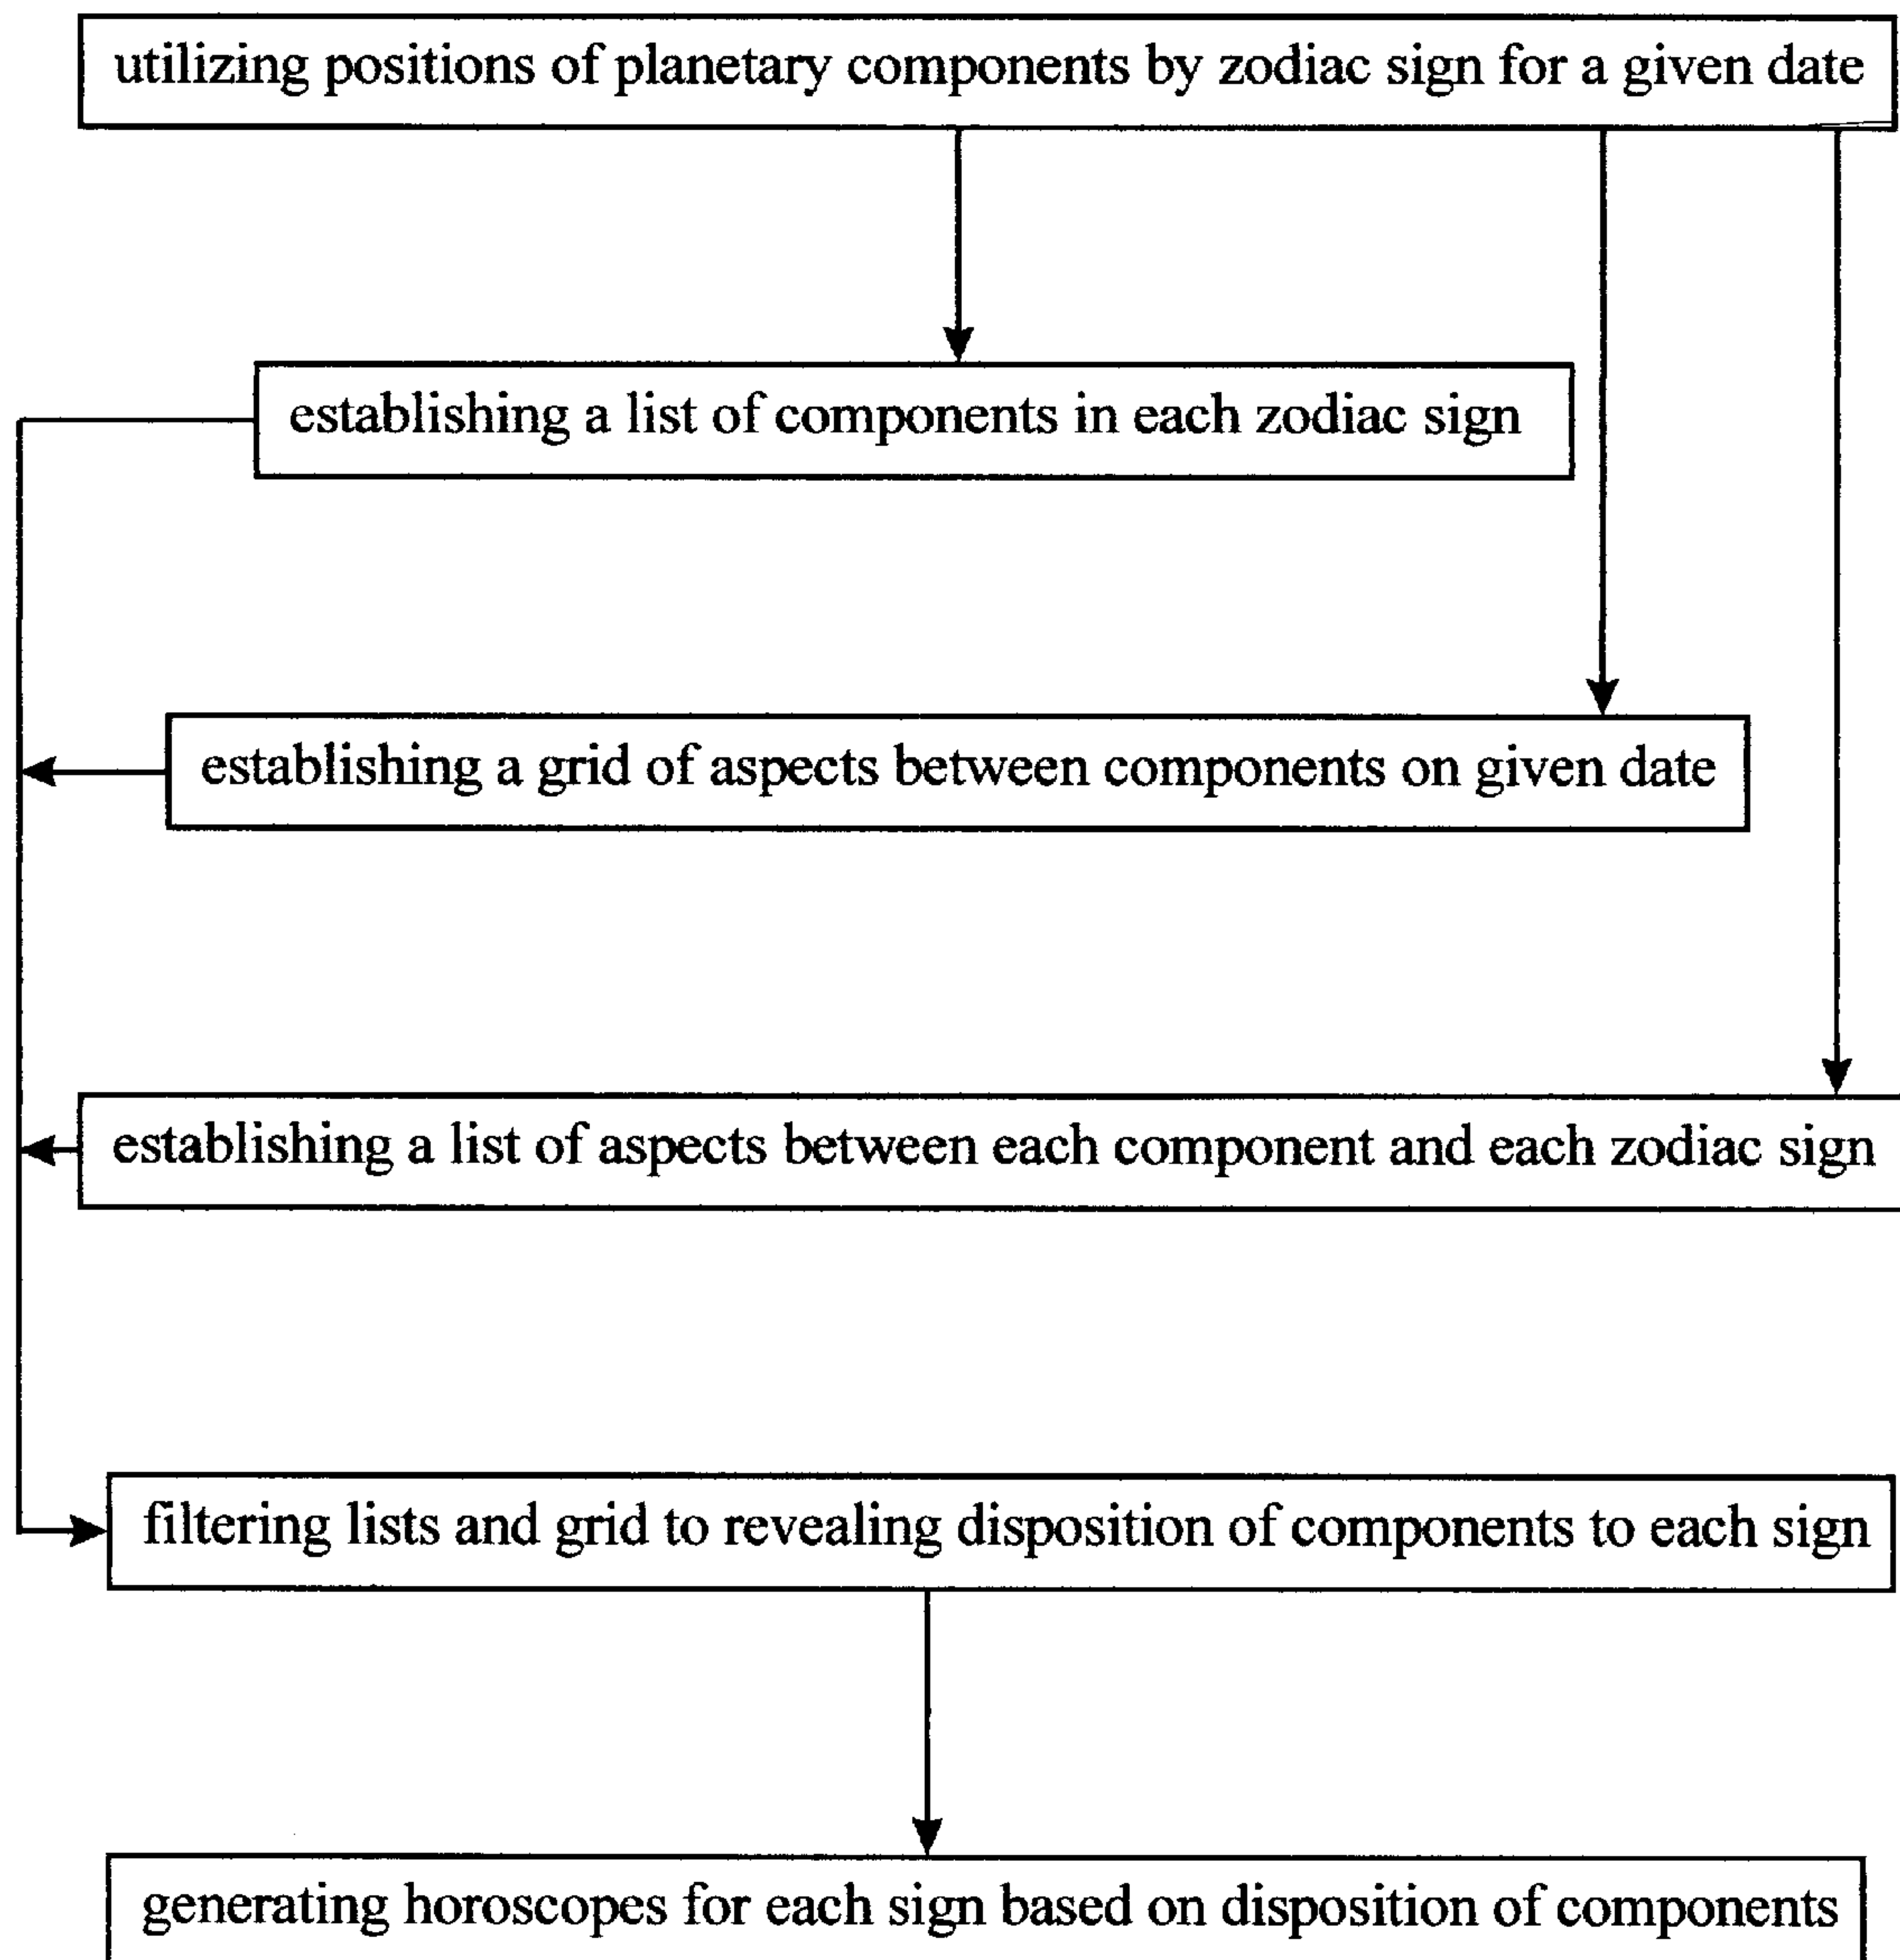 utilizing positions of planetary components by zodiac sign for a given date
establishing a list of components in each zodiac sign
establishing a grid of aspects between components on given date
establishing a list of aspects between each component and each zodiac sign
filtering lists and grid to revealing disposition of components to each sign
generating horoscopes for each sign based on disposition of components